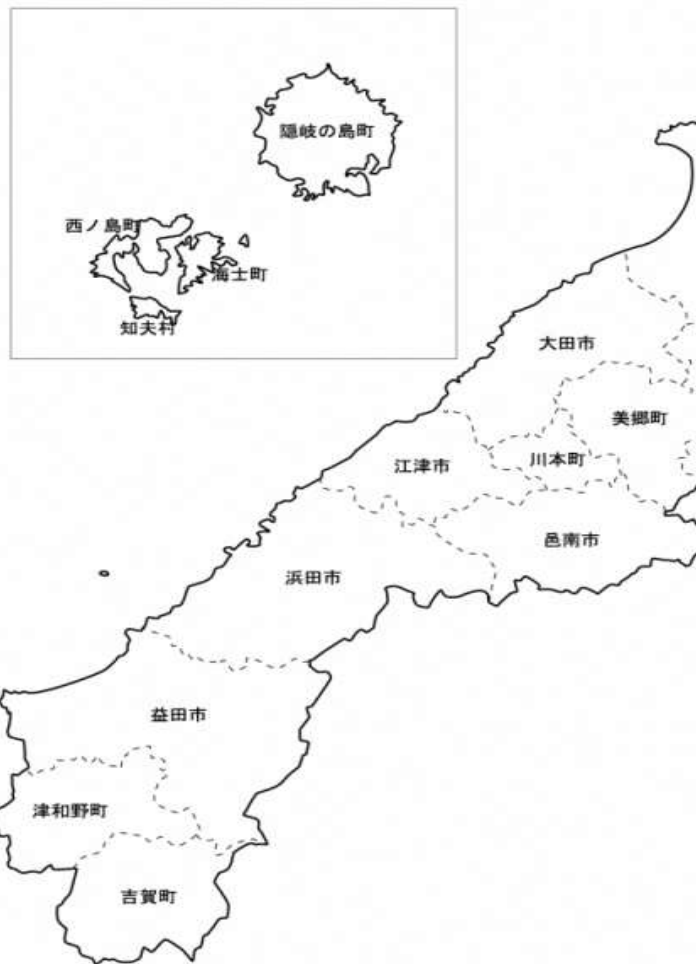 隠岐の島町
西ノ島町
海士町
知夫村
大田市
美郷町
川本町
江津市
邑南市
浜田市
益田市
津和野町
吉賀町